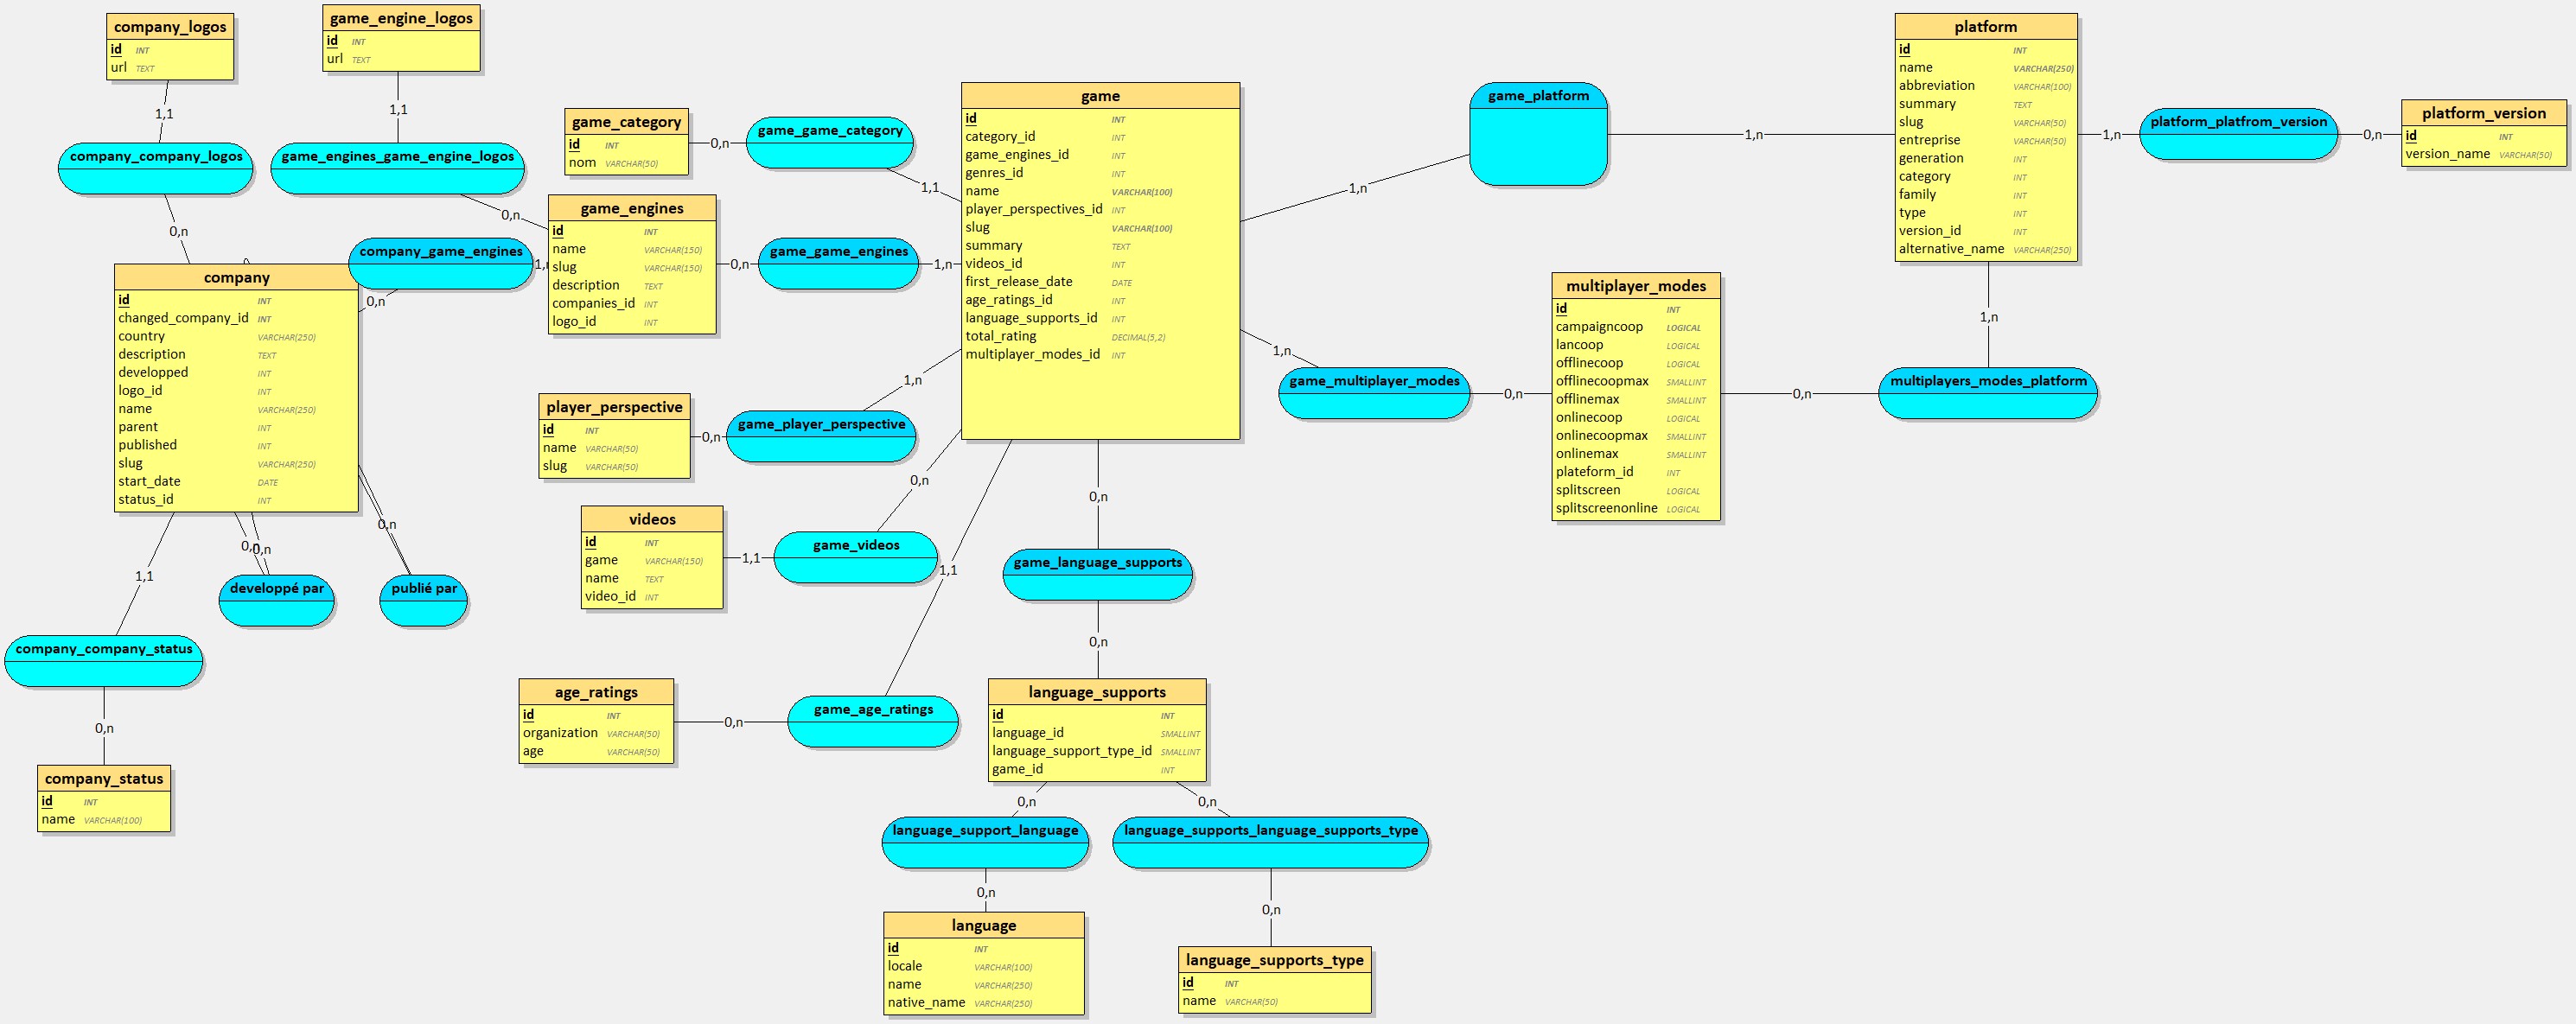 company_logos
id INT
url TEXT
game_engine_logos
id INT
url TEXT
1,1
1,1
company_company_logos
game_engines_game_engine_logos
0,n
0,n
game_category
id INT
nom VARCHAR(50)
0,n
game_game_category
1,1
game
id INT
category_id INT
game_engines_id INT
genres_id INT
name VARCHAR(100)
player_perspectives_id INT
slug VARCHAR(100)
summary TEXT
videos_id INT
first_release_date DATE
age_ratings_id INT
language_supports_id INT
total_rating DECIMAL(5,2)
multiplayer_modes_id INT
game_platform
1,n
1,n
platform
id INT
name VARCHAR(250)
abbreviation VARCHAR(100)
summary TEXT
slug VARCHAR(50)
entreprise VARCHAR(50)
generation INT
category INT
family INT
type INT
version_id INT
alternative_name VARCHAR(250)
1,n
platform_platfrom_version
0,n
platform_version
id INT
version_name VARCHAR(50)
company
id INT
changed_company_id INT
country VARCHAR(250)
description TEXT
developped INT
logo_id INT
name VARCHAR(250)
parent INT
published INT
slug VARCHAR(250)
start_date DATE
status_id INT
company_game_engines
0,n
game_engines
id INT
name VARCHAR(150)
slug VARCHAR(150)
description TEXT
companies_id INT
logo_id INT
0,n
game_game_engines
1,n
multiplayer_modes
id INT
campaigncoop LOGICAL
lancoop LOGICAL
offlinecoop LOGICAL
offlinecoopmax SMALLINT
offlinemax SMALLINT
onlinecoop LOGICAL
onlinecoopmax SMALLINT
onlinemax SMALLINT
plateform_id INT
splitscreen LOGICAL
splitscreenonline LOGICAL
1,n
game_multiplayer_modes
0,n
0,n
1,n
multiplayers_modes_platform
player_perspective
id INT
name VARCHAR(50)
slug VARCHAR(50)
0,n
game_player_perspective
1,n
videos
id INT
game VARCHAR(150)
name TEXT
video_id INT
1,1
game_videos
0,n
1,1
0,n
game_language_supports
0,n
1,1
0,n
0,n
developpé par
publié par
company_company_status
0,n
company_status
id INT
name VARCHAR(100)
age_ratings
id INT
organization VARCHAR(50)
age VARCHAR(50)
0,n
game_age_ratings
language_supports
id INT
language_id SMALLINT
language_support_type_id SMALLINT
game_id INT
0,n
0,n
language_support_language
language_supports_language_supports_type
0,n
0,n
language
id INT
locale VARCHAR(100)
name VARCHAR(250)
native_name VARCHAR(250)
language_supports_type
id INT
name VARCHAR(50)